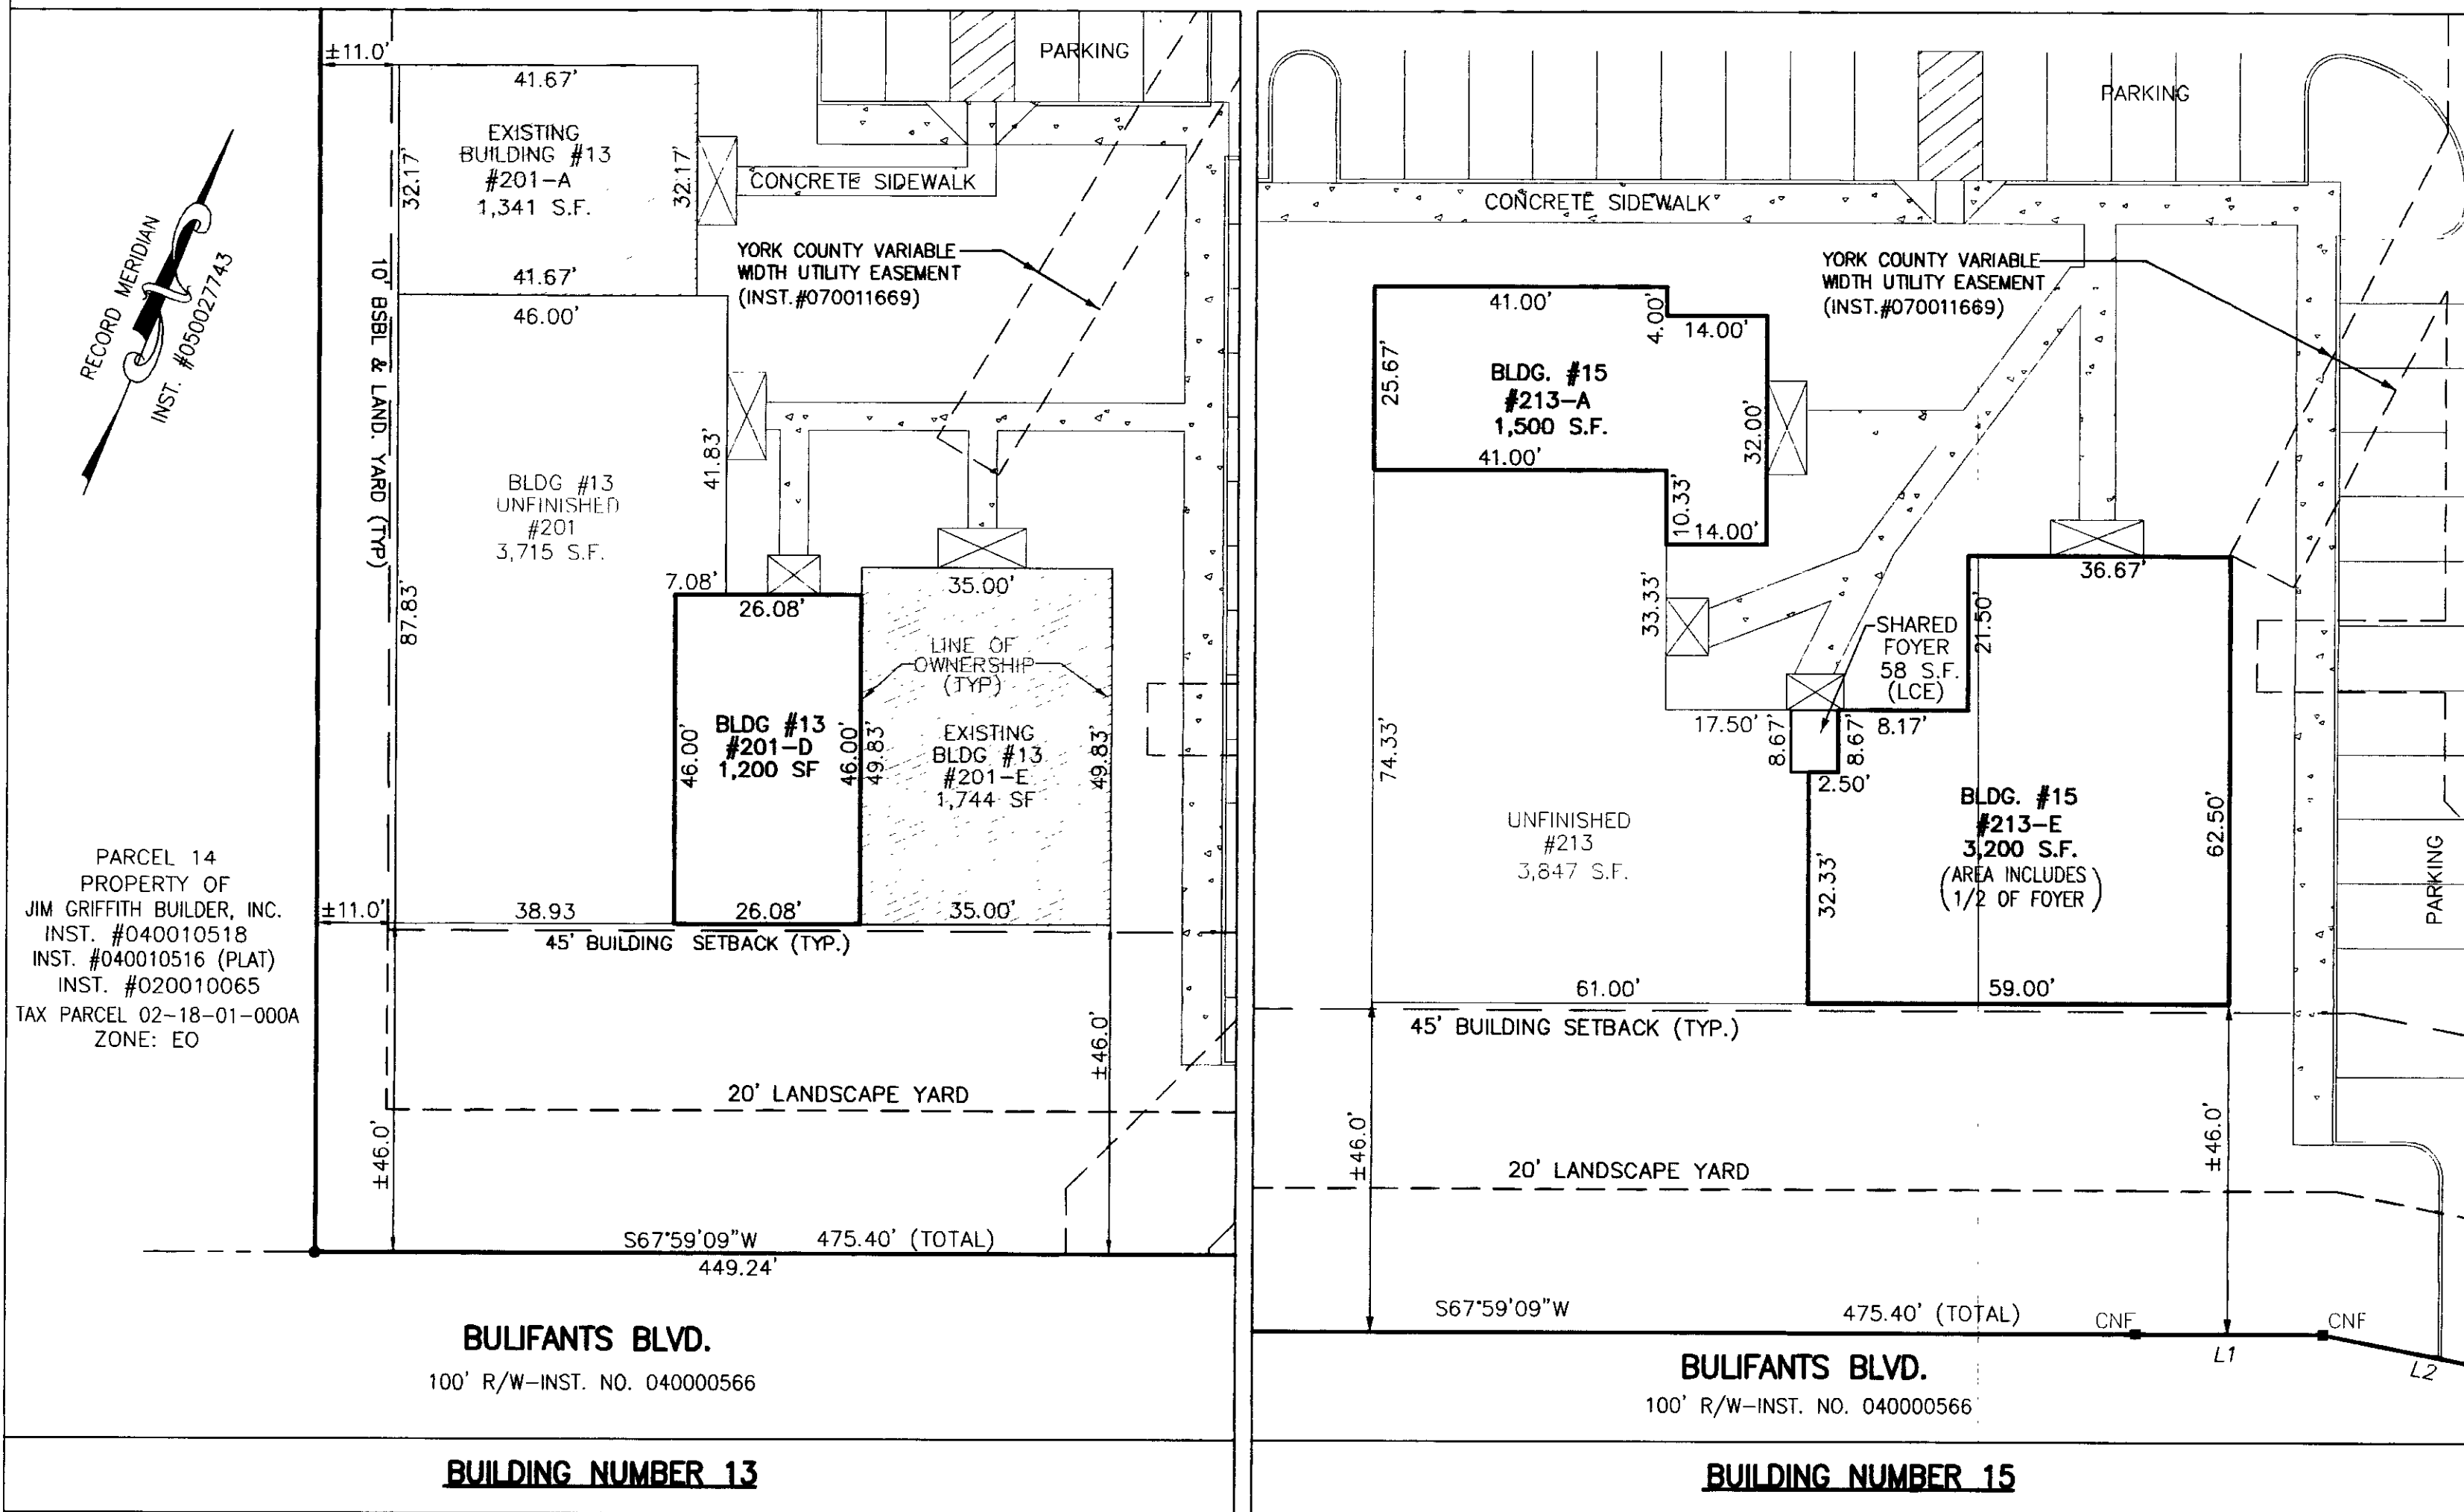 ±11.0'
41.67'
EXISTING
BUILDING #13
#201-A
1,341 S.F.
32.17'
32.17'
41.67'
PARKING
CONCRETE SIDEWALK
RECORD MERIDIAN
INST. #050027743
10' BSBL & LAND. YARD (TYP)
YORK COUNTY VARIABLE
WIDTH UTILITY EASEMENT
(INST.#070011669)
46.00'
41.83'
BLDG #13
UNFINISHED
#201
3,715 S.F.
87.83'
7.08'
26.08'
35.00'
LINE OF
OWNERSHIP
(TYP)
BLDG #13
#201-D
1,200 SF
46.00'
46.00'
49.83'
EXISTING
BLDG #13
#201-E
1,744 SF
49.83'
PARCEL 14
PROPERTY OF
JIM GRIFFITH BUILDER, INC.
INST. #040010518
INST. #040010516 (PLAT)
INST. #020010065
TAX PARCEL 02-18-01-000A
ZONE: EO
±11.0'
38.93
26.08'
35.00'
45' BUILDING SETBACK (TYP.)
±46.0'
±46.0'
20' LANDSCAPE YARD
S67°59'09"W
475.40' (TOTAL)
449.24'
BULIFANTS BLVD.
100' R/W-INST. NO. 040000566
BUILDING NUMBER 13
PARKING
CONCRETE SIDEWALK
YORK COUNTY VARIABLE
WIDTH UTILITY EASEMENT
(INST.#070011669)
41.00'
4.00'
14.00'
25.67'
BLDG. #15
#213-A
1,500 S.F.
32.00'
41.00'
10.33'
14.00'
33.33'
36.67'
21.50'
SHARED
FOYER
58 S.F.
(LCE)
17.50'
8.67'
8.67'
8.17'
2.50'
74.33'
UNFINISHED
#213
3,847 S.F.
BLDG. #15
#213-E
3,200 S.F.
(AREA INCLUDES
1/2 OF FOYER)
32.33'
62.50'
PARKING
61.00'
59.00'
45' BUILDING SETBACK (TYP.)
±46.0'
±46.0'
20' LANDSCAPE YARD
S67°59'09"W
475.40' (TOTAL)
CNF
CNF
L1
L2
BULIFANTS BLVD.
100' R/W-INST. NO. 040000566
BUILDING NUMBER 15